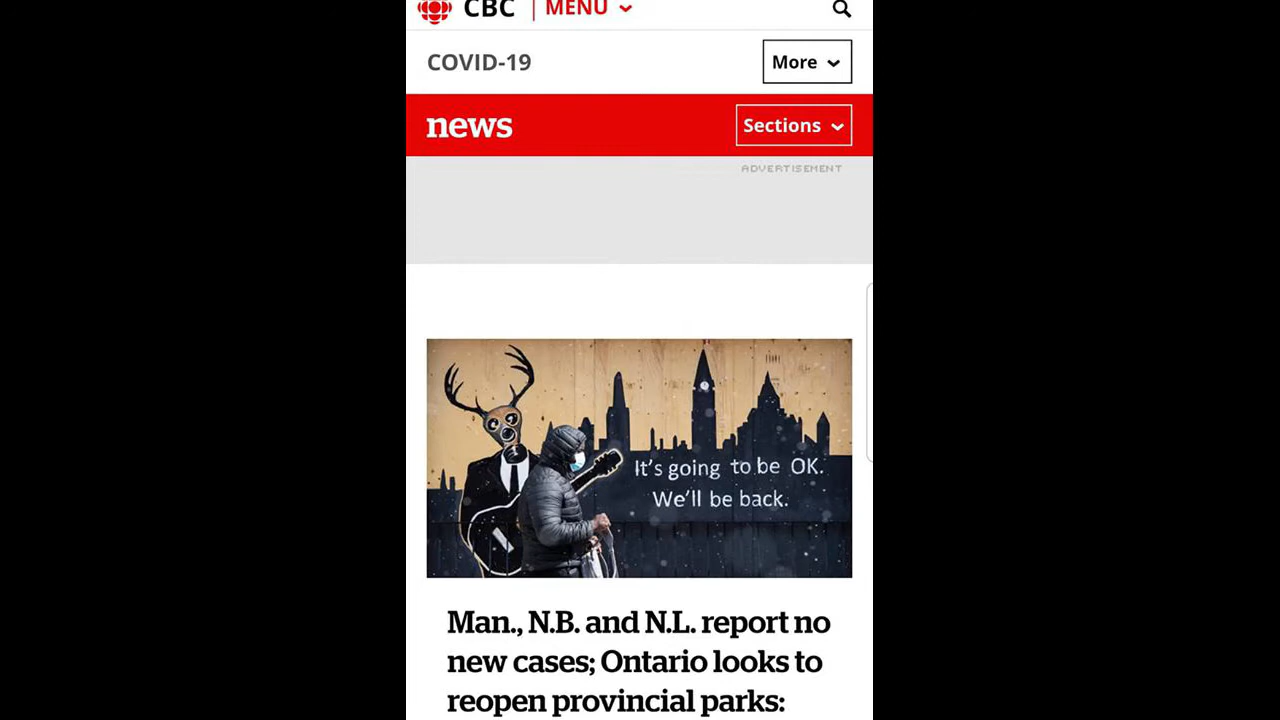 CBC | MENU
COVID-19
More
news
Sections
ADVERTISEMENT
It's going to be OK.
We'll be back.
Man., N.B. and N.L. report no
new cases; Ontario looks to
reopen provincial parks: